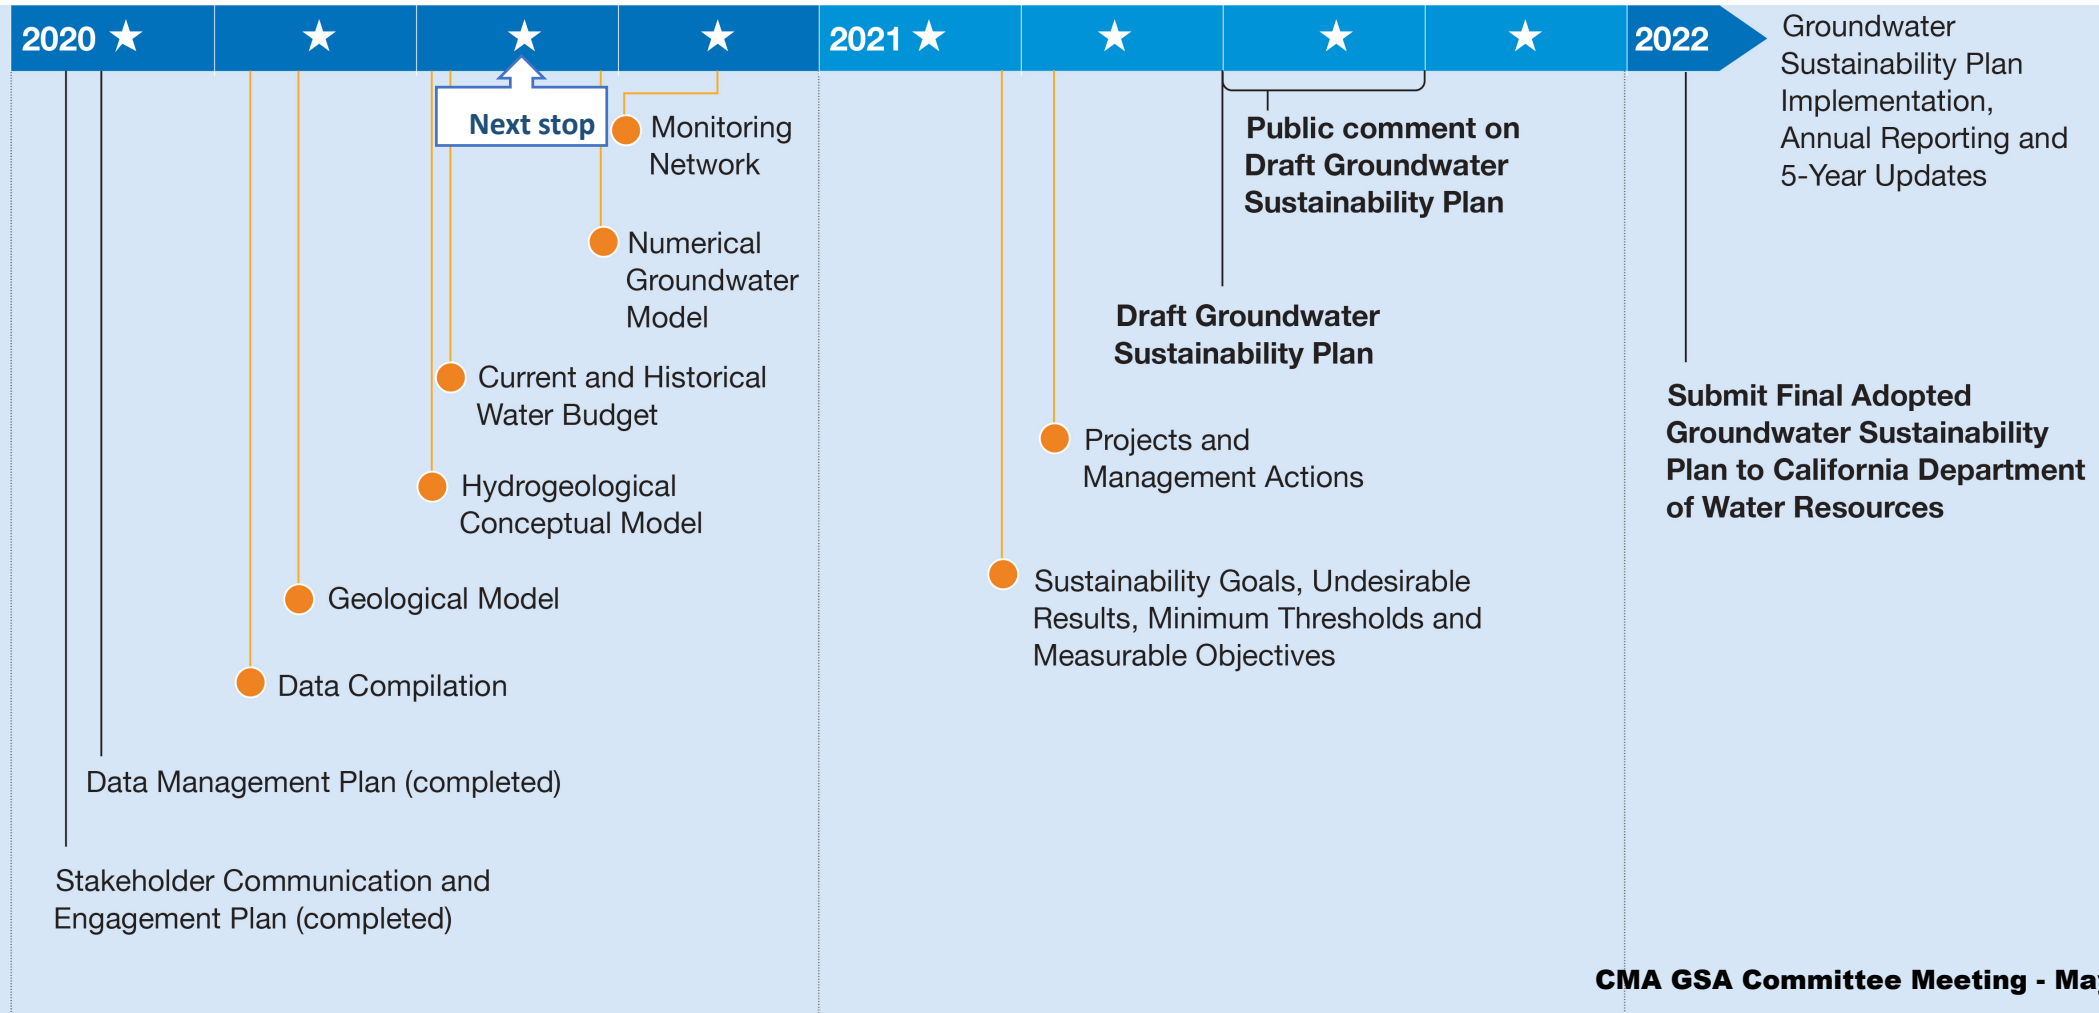 2020
2021
2022
Groundwater
Sustainability Plan
Implementation,
Annual Reporting and
5-Year Updates
Next stop
Monitoring
Network
Numerical
Groundwater
Model
Current and Historical
Water Budget
Hydrogeological
Conceptual Model
Geological Model
Data Compilation
Data Management Plan (completed)
Stakeholder Communication and
Engagement Plan (completed)
Public comment on
Draft Groundwater
Sustainability Plan
Draft Groundwater
Sustainability Plan
Projects and
Management Actions
Sustainability Goals, Undesirable
Results, Minimum Thresholds and
Measurable Objectives
Submit Final Adopted
Groundwater Sustainability
Plan to California Department
of Water Resources
CMA GSA Committee Meeting -